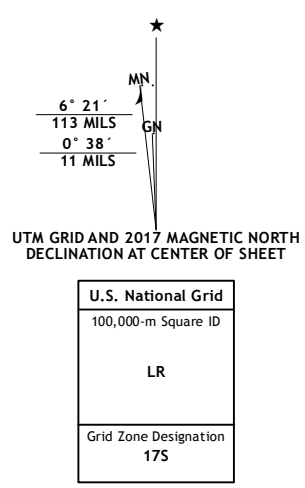 ★
MN
6° 21´
113 MILS
GN
0° 38´
11 MILS
UTM GRID AND 2017 MAGNETIC NORTH
DECLINATION AT CENTER OF SHEET
U.S. National Grid
100,000-m Square ID
LR
Grid Zone Designation
17S